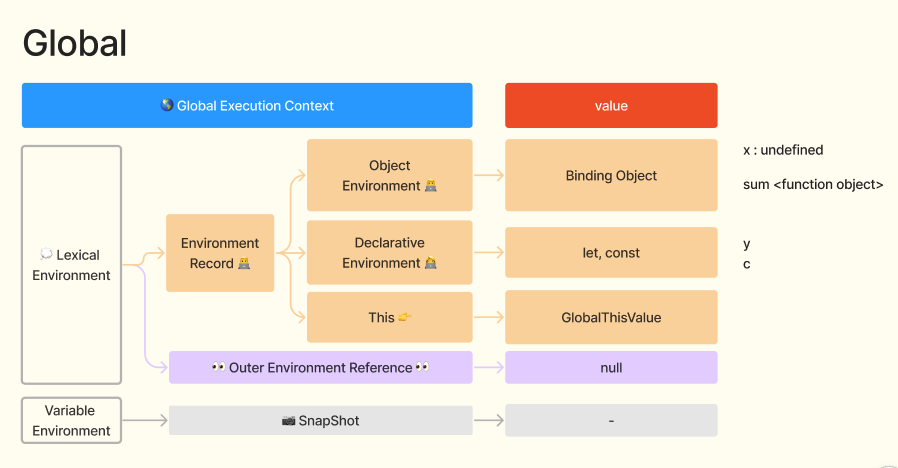 Global
🌏 Global Execution Context
value
Object
Environment 👨‍💻
Binding Object
x : undefined
sum <function object>
💭 Lexical
Environment
Environment
Record 👨‍💻
Declarative
Environment 🙋
let, const
y
c
This 👉
GlobalThisValue
👀 Outer Environment Reference 👀
null
Variable
Environment
📸 SnapShot
-